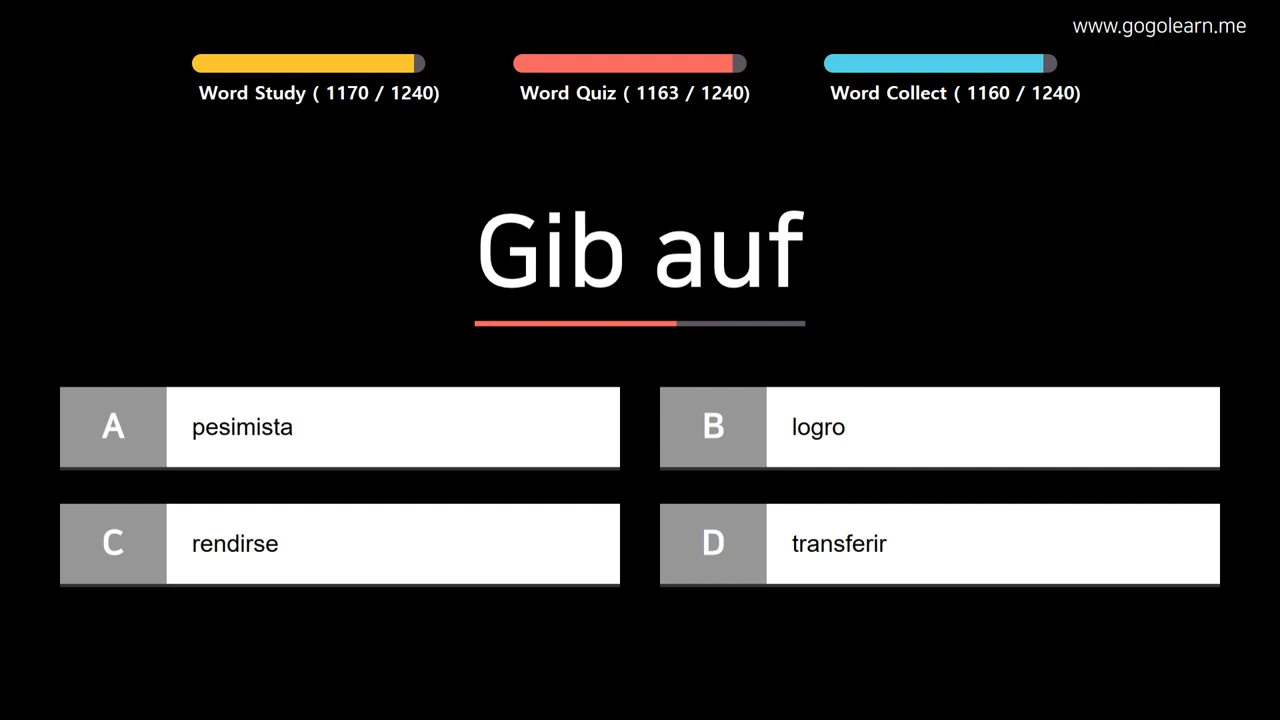 www.gogolearn.me
Word Study ( 1170 / 1240)
Word Quiz ( 1163 / 1240)
Word Collect ( 1160 / 1240)
Gib auf
A pesimista
B logro
C rendirse
D transferir